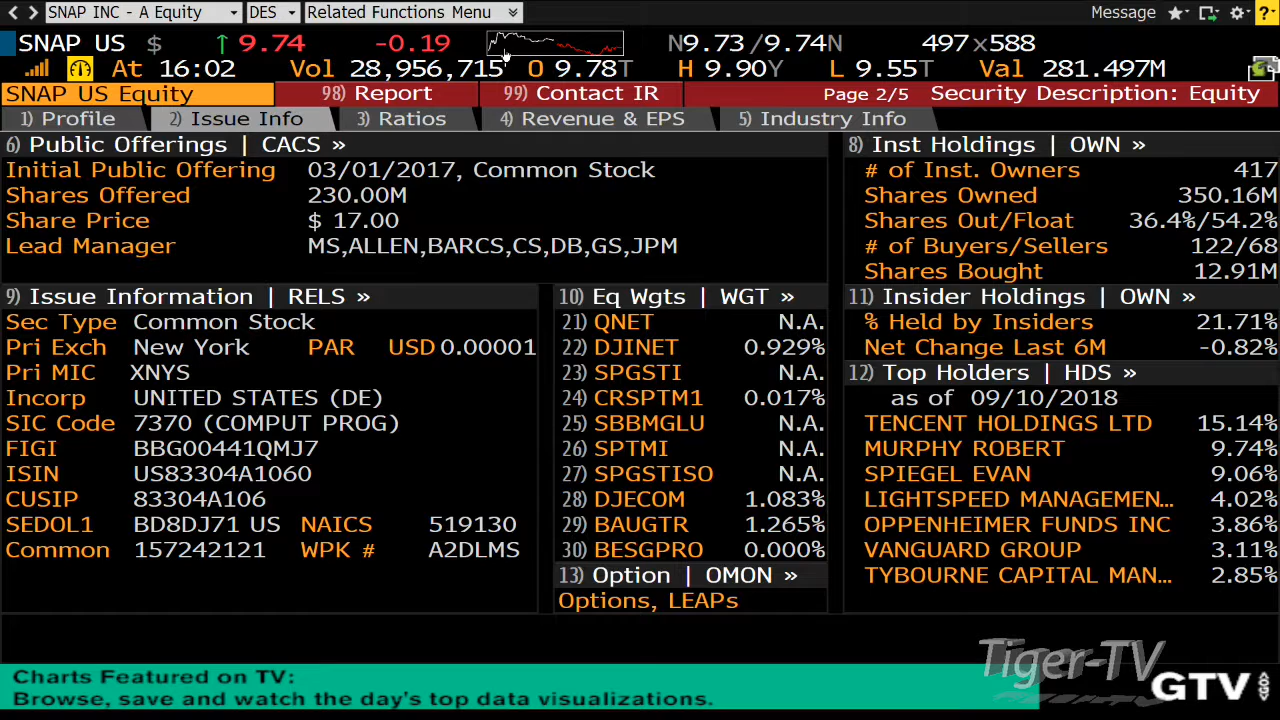 SNAP INC - A Equity DES Related Functions Menu Message
SNAP US $ ↑ 9.74 -0.19 N9.73 /9.74N 497x588
At 16:02 Vol 28,956,715 O 9.78T H 9.90Y L 9.55T Val 281.497M
SNAP US Equity 98) Report 99) Contact IR Page 2/5 Security Description: Equity
1) Profile 2) Issue Info 3) Ratios 4) Revenue & EPS 5) Industry Info
6) Public Offerings | CACS »
Initial Public Offering 03/01/2017, Common Stock
Shares Offered 230.00M
Share Price $ 17.00
Lead Manager MS,ALLEN,BARCS,CS,DB,GS,JPM
8) Inst Holdings | OWN »
# of Inst. Owners 417
Shares Owned 350.16M
Shares Out/Float 36.4%/54.2%
# of Buyers/Sellers 122/68
Shares Bought 12.91M
9) Issue Information | RELS »
Sec Type Common Stock
Pri Exch New York PAR USD 0.00001
Pri MIC XNYS
Incorp UNITED STATES (DE)
SIC Code 7370 (COMPUT PROG)
FIGI BBG00441QMJ7
ISIN US83304A1060
CUSIP 83304A106
SEDOL1 BD8DJ71 US NAICS 519130
Common 157242121 WPK # A2DLMS
10) Eq Wgts | WGT »
21) QNET N.A.
22) DJINET 0.929%
23) SPGSTI N.A.
24) CRSPTM1 0.017%
25) SBBMGLU N.A.
26) SPTMI N.A.
27) SPGSTISO N.A.
28) DJECOM 1.083%
29) BAUGTR 1.265%
30) BESGPRO 0.000%
13) Option | OMON »
Options, LEAPs
11) Insider Holdings | OWN »
% Held by Insiders 21.71%
Net Change Last 6M -0.82%
12) Top Holders | HDS »
as of 09/10/2018
TENCENT HOLDINGS LTD 15.14%
MURPHY ROBERT 9.74%
SPIEGEL EVAN 9.06%
LIGHTSPEED MANAGEMEN... 4.02%
OPPENHEIMER FUNDS INC 3.86%
VANGUARD GROUP 3.11%
TYBOURNE CAPITAL MAN... 2.85%
Charts Featured on TV:
Browse, save and watch the day's top data visualizations.
Tiger-TV
GTV